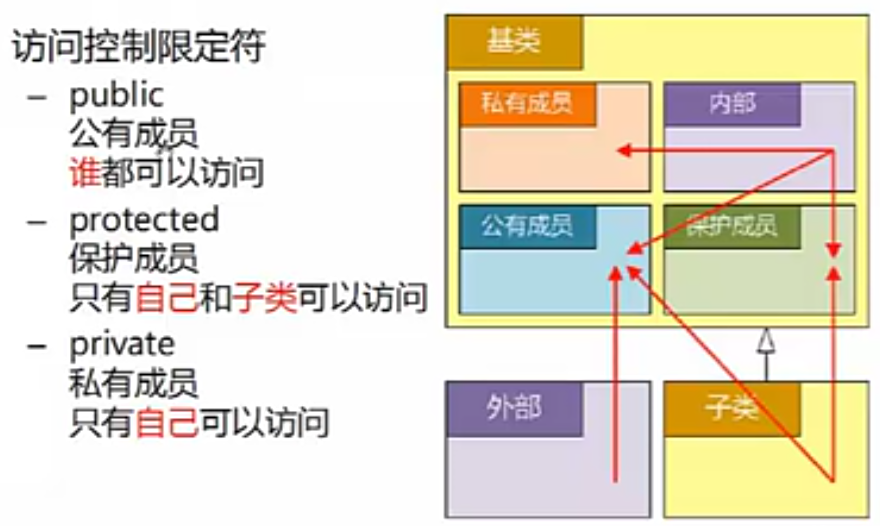 访问控制限定符
– public
公有成员
谁都可以访问
– protected
保护成员
只有自己和子类可以访问
– private
私有成员
只有自己可以访问
基类
私有成员
内部
公有成员
保护成员
外部
子类